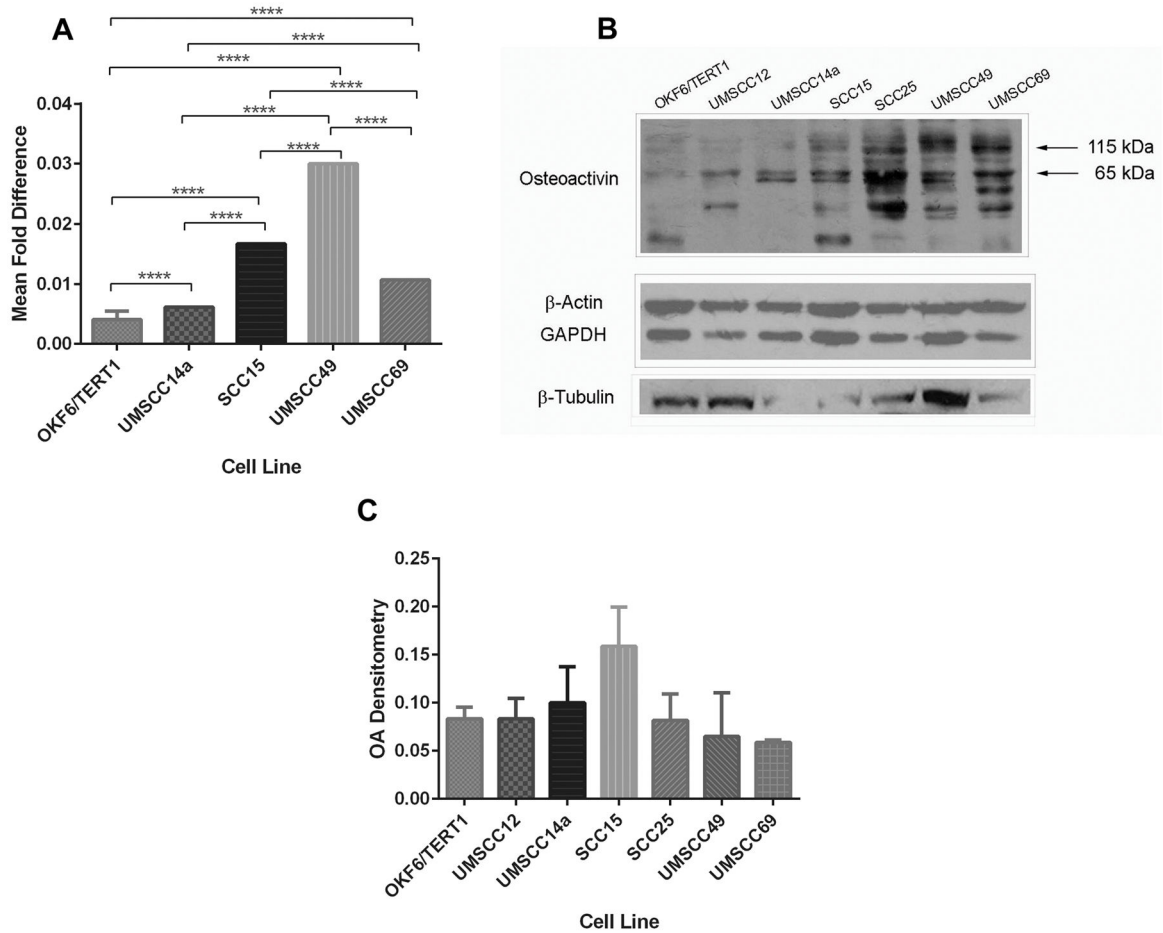 A
****
****
****
****
****
****
****
****
****
****
Mean Fold Difference
0.04
0.03
0.02
0.01
0.00
OKF6/TERT1
UMSCC14a
SCC15
UMSCC49
UMSCC69
Cell Line
B
OKF6/TERT1
UMSCC12
UMSCC14a
SCC15
SCC25
UMSCC49
UMSCC69
Osteoactivin
115 kDa
65 kDa
β-Actin
GAPDH
β-Tubulin
C
OA Densitometry
0.25
0.20
0.15
0.10
0.05
0.00
OKF6/TERT1
UMSCC12
UMSCC14a
SCC15
SCC25
UMSCC49
UMSCC69
Cell Line